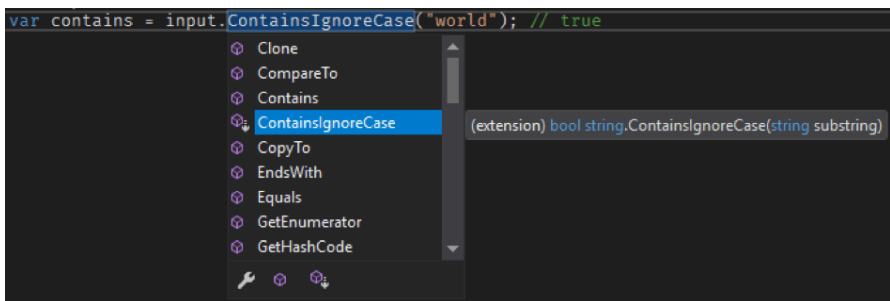 var contains = input.ContainsIgnoreCase("world"); // true
Clone
CompareTo
Contains
ContainsIgnoreCase
(extension) bool string.ContainsIgnoreCase(string substring)
CopyTo
EndsWith
Equals
GetEnumerator
GetHashCode